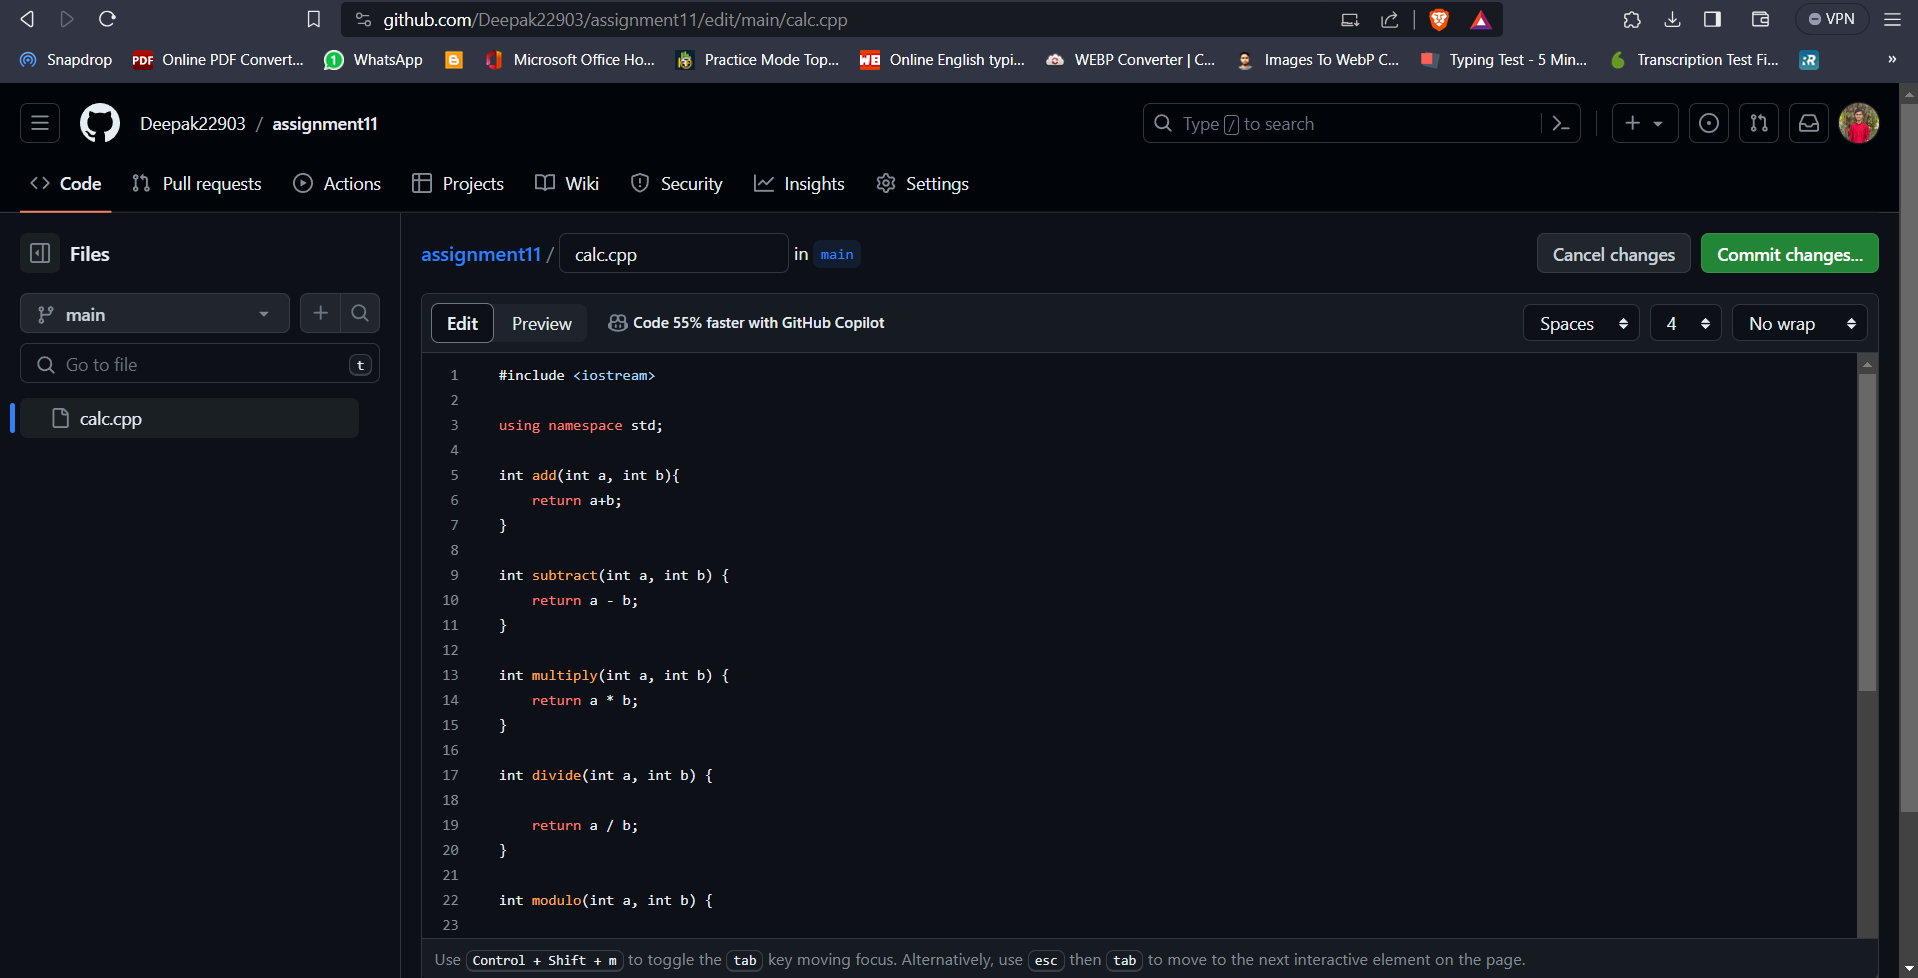 github.com/Deepak22903/assignment11/edit/main/calc.cpp
VPN
Snapdrop PDF Online PDF Convert... 1 WhatsApp Microsoft Office Ho... Practice Mode Top... WB Online English typi... WEBP Converter | C... Images To WebP C... Typing Test - 5 Min... Transcription Test Fi... :R »
Deepak22903 / assignment11
Type / to search
Code Pull requests Actions Projects Wiki Security Insights Settings
Files
main
Go to file t
calc.cpp
assignment11 / calc.cpp in main
Cancel changes Commit changes...
Edit Preview Code 55% faster with GitHub Copilot
Spaces 4 No wrap
1 #include <iostream>
2
3 using namespace std;
4
5 int add(int a, int b){
6     return a+b;
7 }
8
9 int subtract(int a, int b) {
10     return a - b;
11 }
12
13 int multiply(int a, int b) {
14     return a * b;
15 }
16
17 int divide(int a, int b) {
18
19     return a / b;
20 }
21
22 int modulo(int a, int b) {
23
Use Control + Shift + m to toggle the tab key moving focus. Alternatively, use esc then tab to move to the next interactive element on the page.